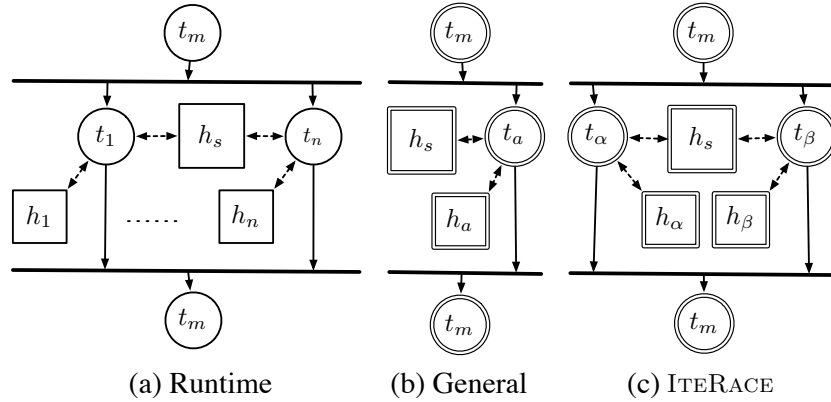 t_m t_m t_m
t_1 h_s t_n h_s t_a t_α h_s t_β
h_1 ...... h_n h_a h_α h_β
t_m t_m t_m
(a) Runtime (b) General (c) ITERACE